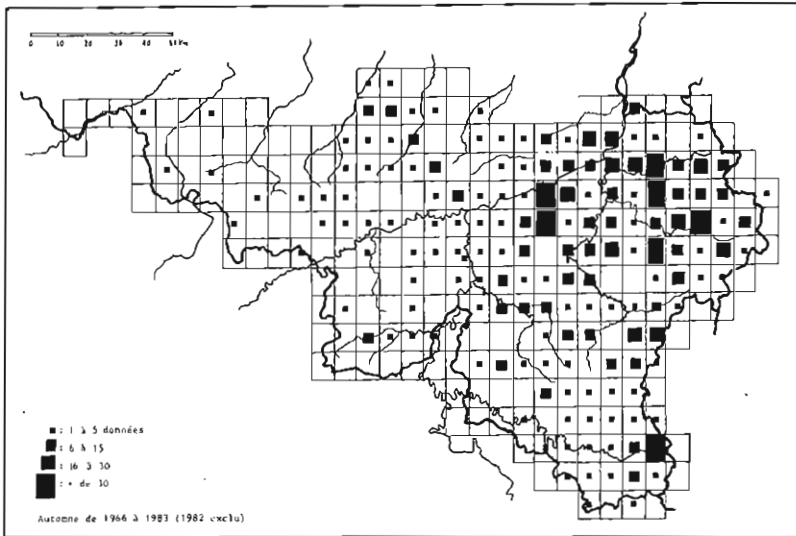 0 10 20 30 40 50 Km
: 1 à 5 données
: 6 à 15
: 16 à 30
: + de 30
Automne de 1966 à 1983 (1982 exclu)